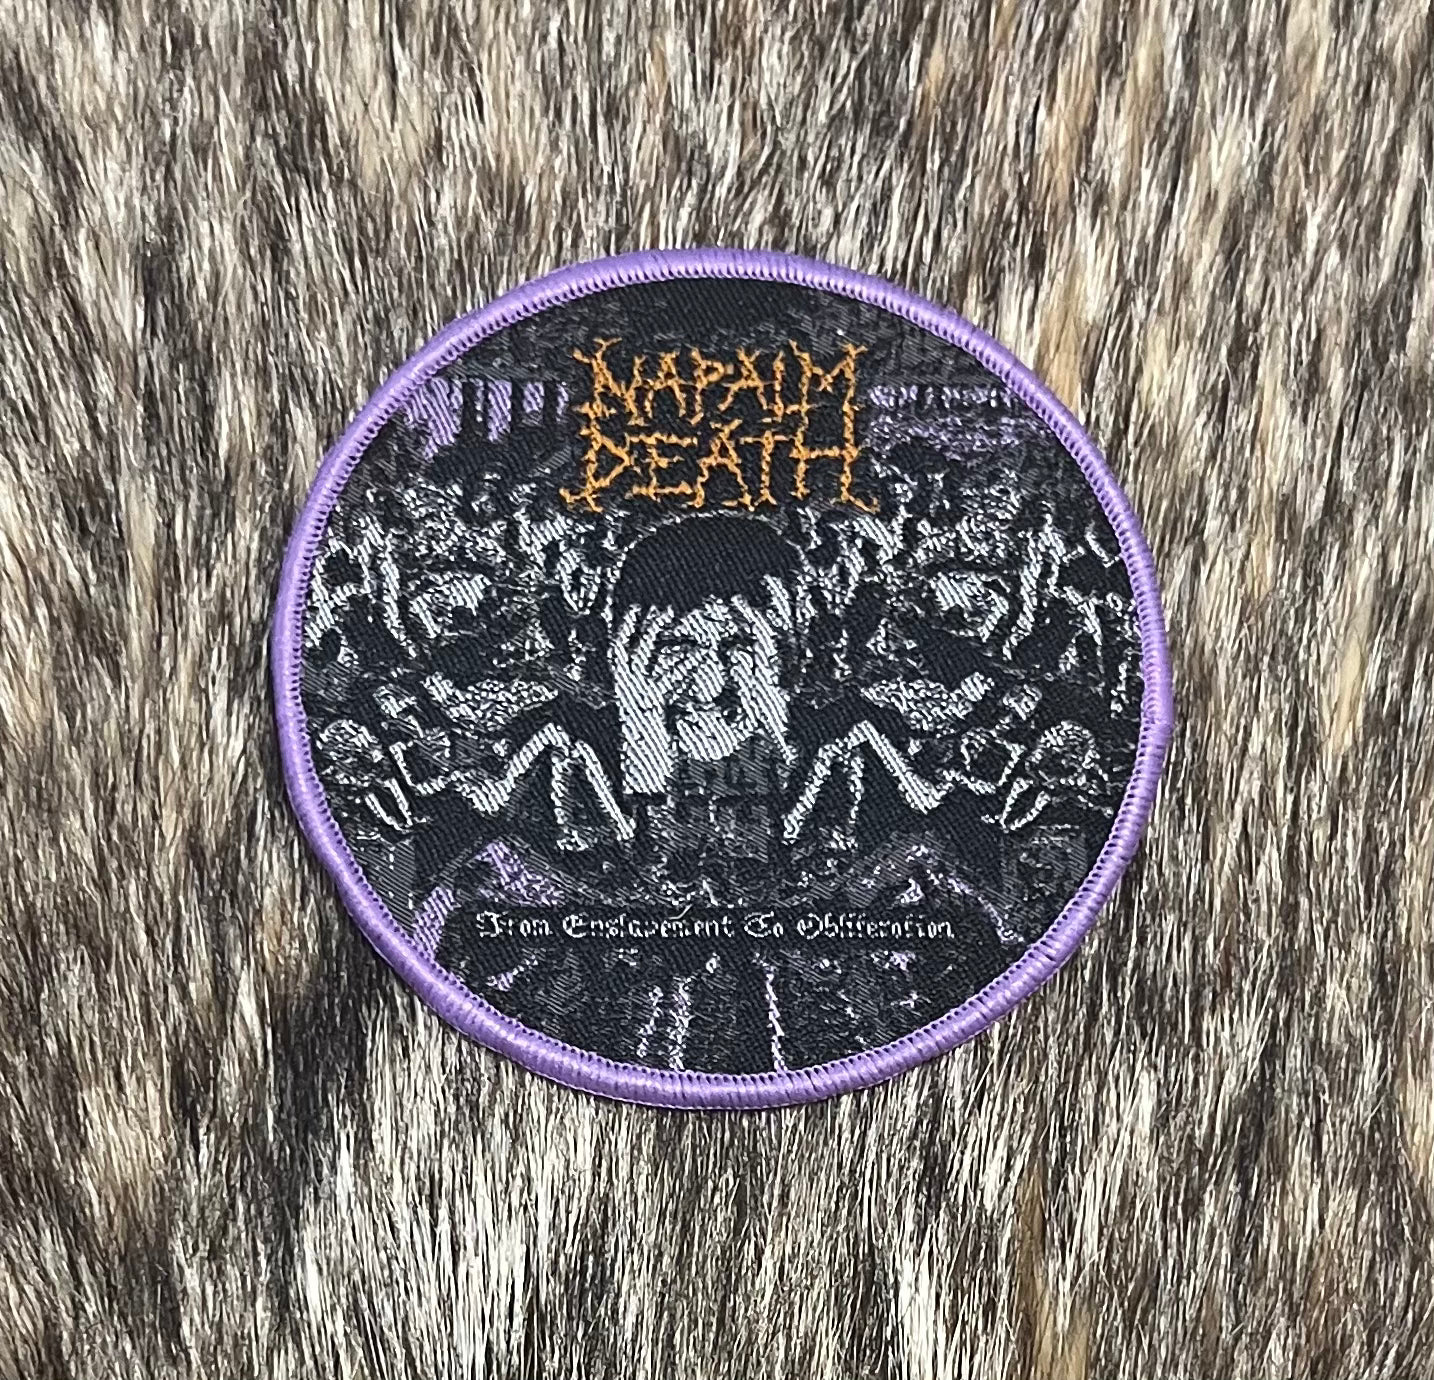 NAPALM
DEATH
From Enslavement To Obliteration